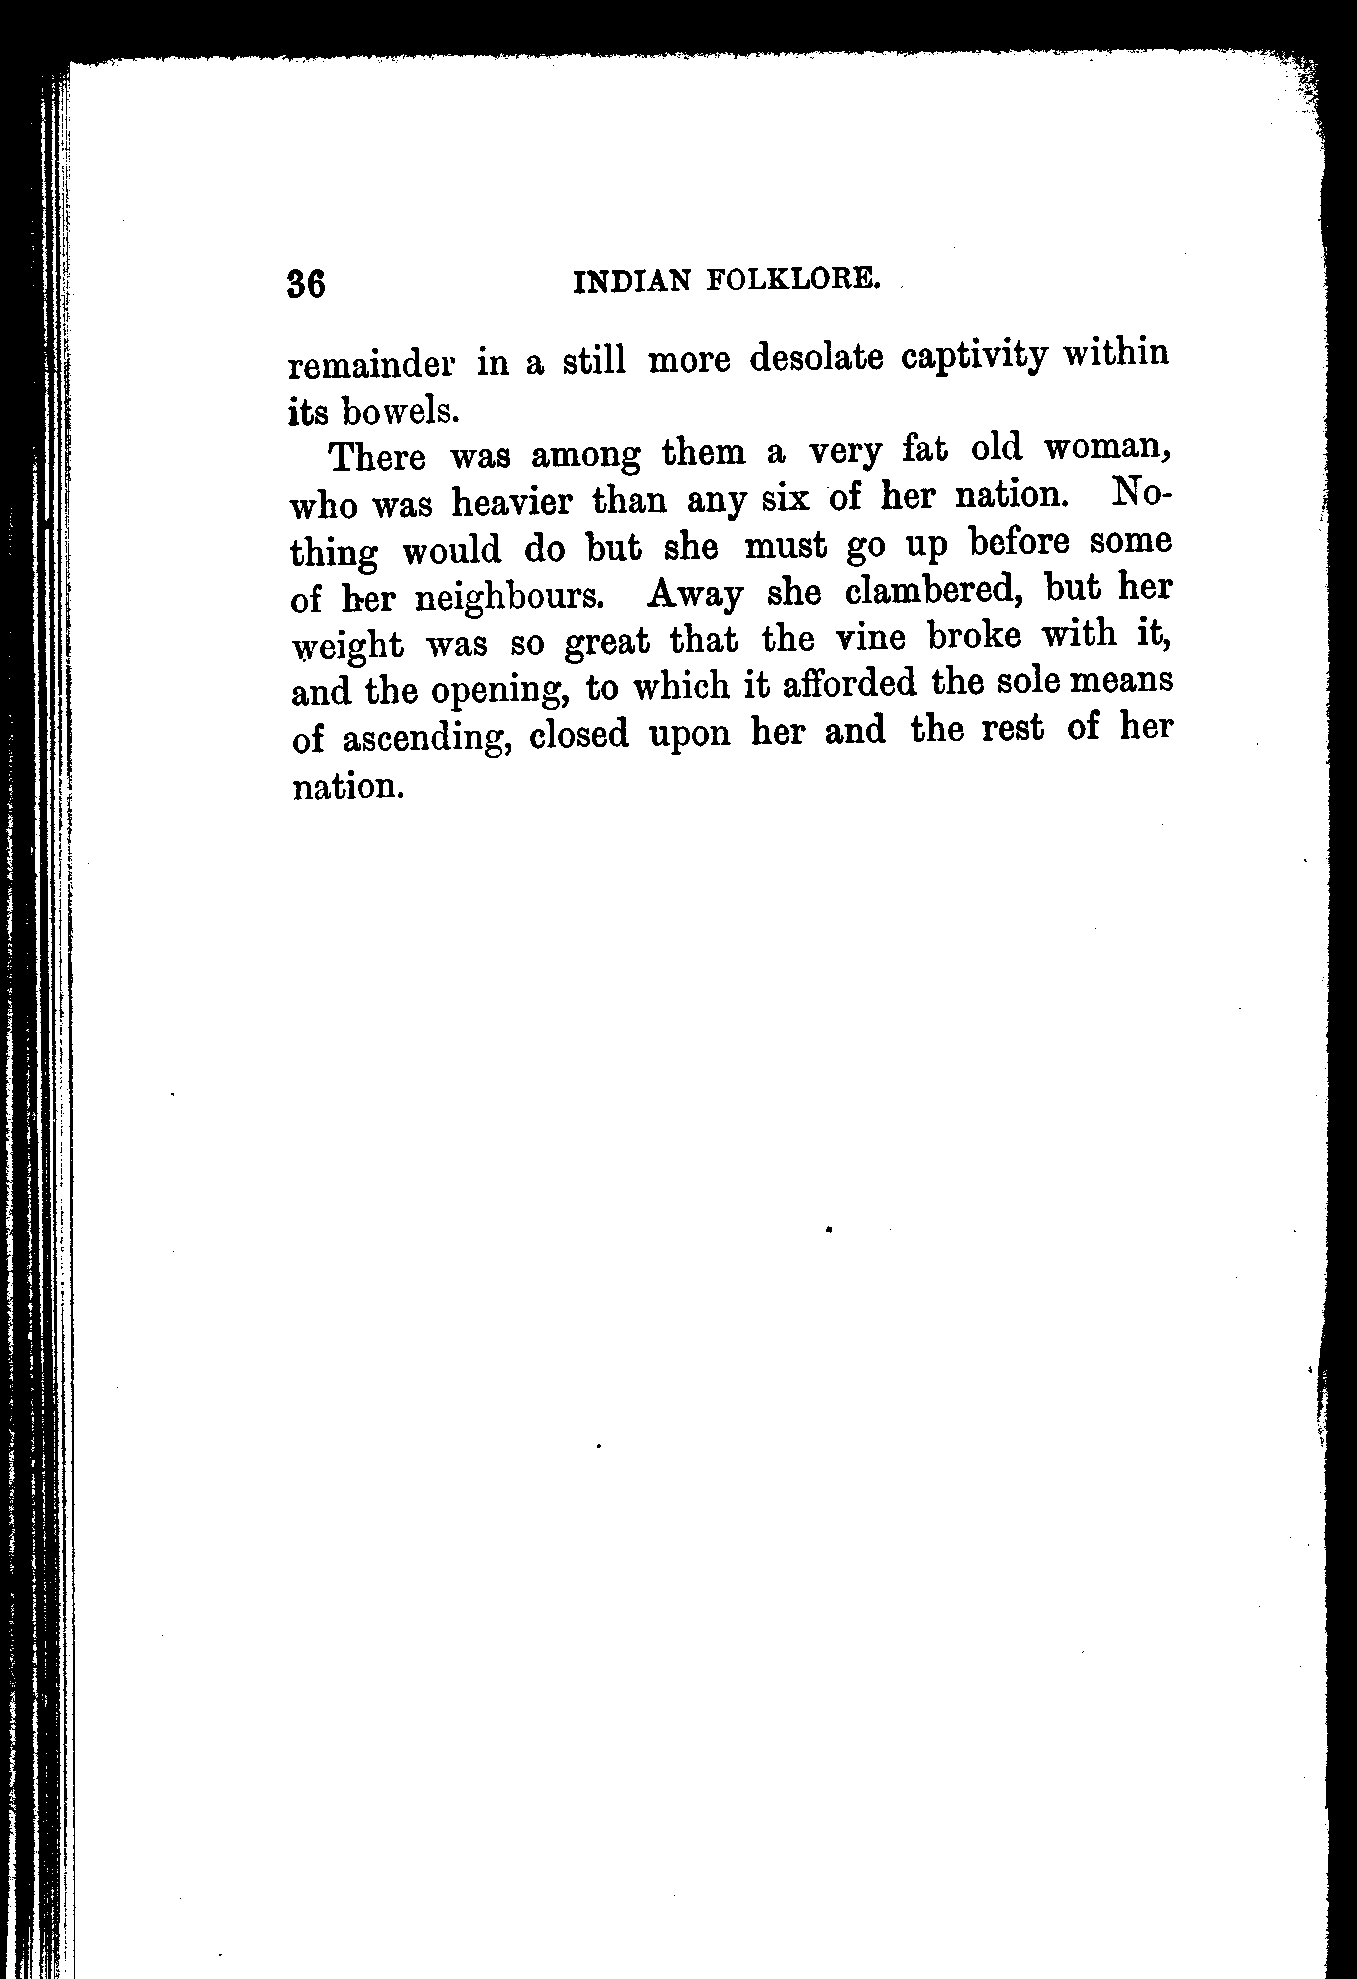 36 INDIAN FOLKLORE.
remainder in a still more desolate captivity within
its bowels.
There was among them a very fat old woman,
who was heavier than any six of her nation. No-
thing would do but she must go up before some
of her neighbours. Away she clambered, but her
weight was so great that the vine broke with it,
and the opening, to which it afforded the sole means
of ascending, closed upon her and the rest of her
nation.